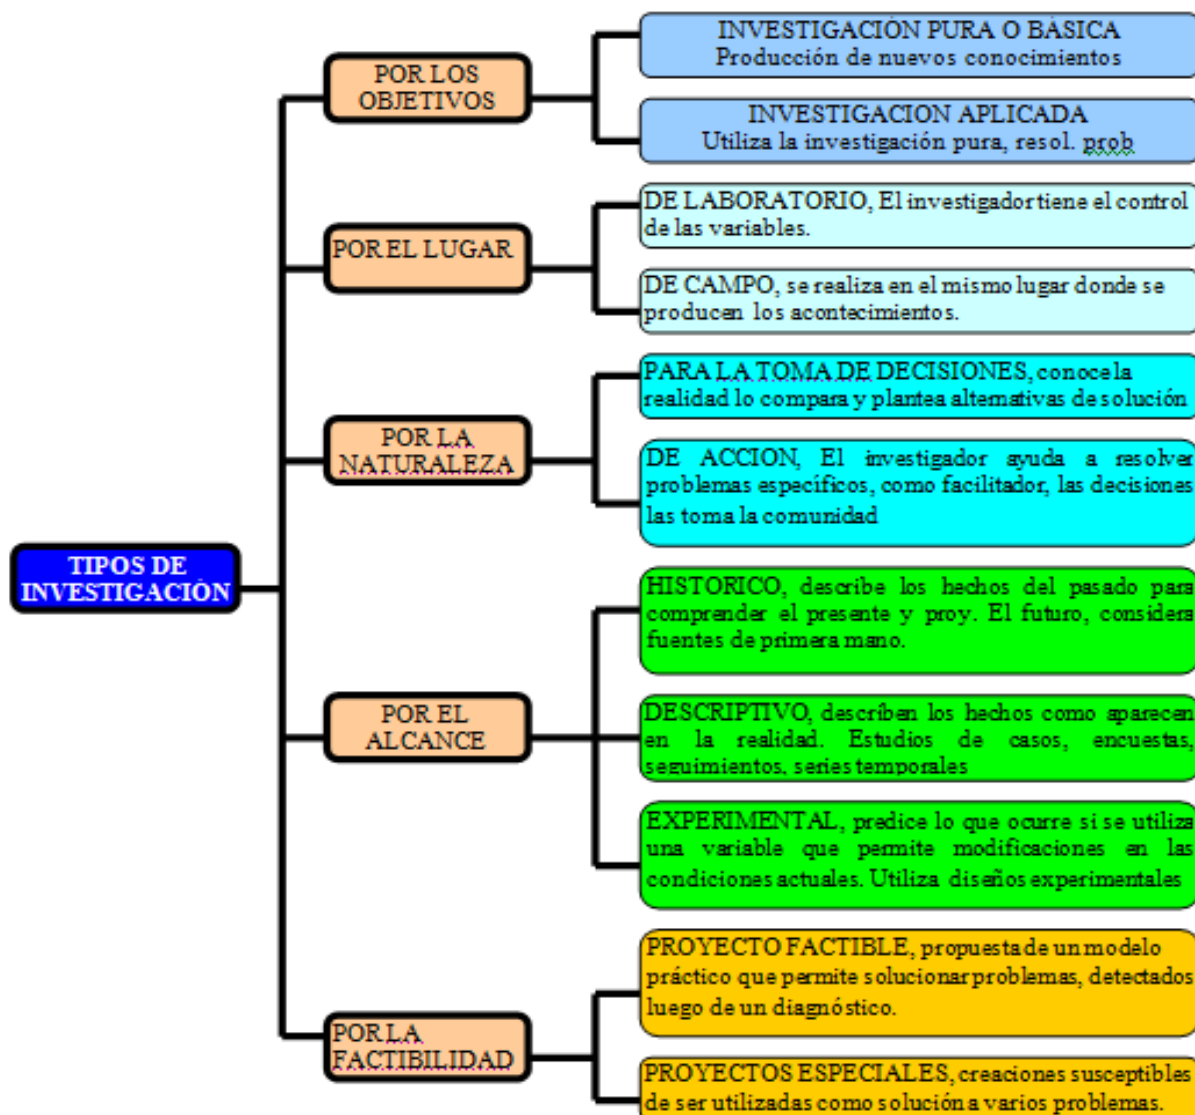 POR LOS
OBJETIVOS
INVESTIGACIÓN PURA O BÁSICA
Producción de nuevos conocimientos
INVESTIGACION APLICADA
Utiliza la investigación pura, resol. prob
POR EL LUGAR
DE LABORATORIO, El investigador tiene el control
de las variables.
DE CAMPO, se realiza en el mismo lugar donde se
producen los acontecimientos.
POR LA
NATURALEZA
PARA LA TOMA DE DECISIONES, conoce la
realidad lo compara y plantea alternativas de solución
DE ACCION, El investigador ayuda a resolver
problemas específicos, como facilitador, las decisiones
las toma la comunidad
TIPOS DE
INVESTIGACIÓN
POR EL
ALCANCE
HISTORICO, describe los hechos del pasado para
comprender el presente y proy. El futuro, considera
fuentes de primera mano.
DESCRIPTIVO, describen los hechos como aparecen
en la realidad. Estudios de casos, encuestas,
seguimientos, series temporales
EXPERIMENTAL, predice lo que ocurre si se utiliza
una variable que permite modificaciones en las
condiciones actuales. Utiliza diseños experimentales
POR LA
FACTIBILIDAD
PROYECTO FACTIBLE, propuesta de un modelo
práctico que permite solucionar problemas, detectados
luego de un diagnóstico.
PROYECTOS ESPECIALES, creaciones susceptibles
de ser utilizadas como solución a varios problemas.